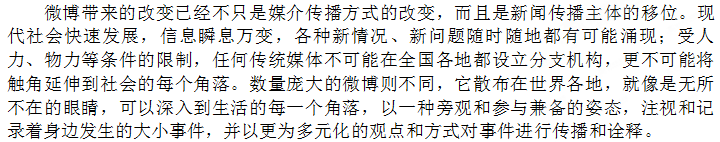 微博带来的改变已经不只是媒介传播方式的改变，而且是新闻传播主体的移位。现
代社会快速发展，信息瞬息万变，各种新情况、新问题随时随地都有可能涌现；受人
力、物力等条件的限制，任何传统媒体不可能在全国各地都设立分支机构，更不可能将
触角延伸到社会的每个角落。数量庞大的微博则不同，它散布在世界各地，就像是无所
不在的眼睛，可以深入到生活的每一个角落，以一种旁观和参与兼备的姿态，注视和记
录着身边发生的大小事件，并以更为多元化的观点和方式对事件进行传播和诠释。